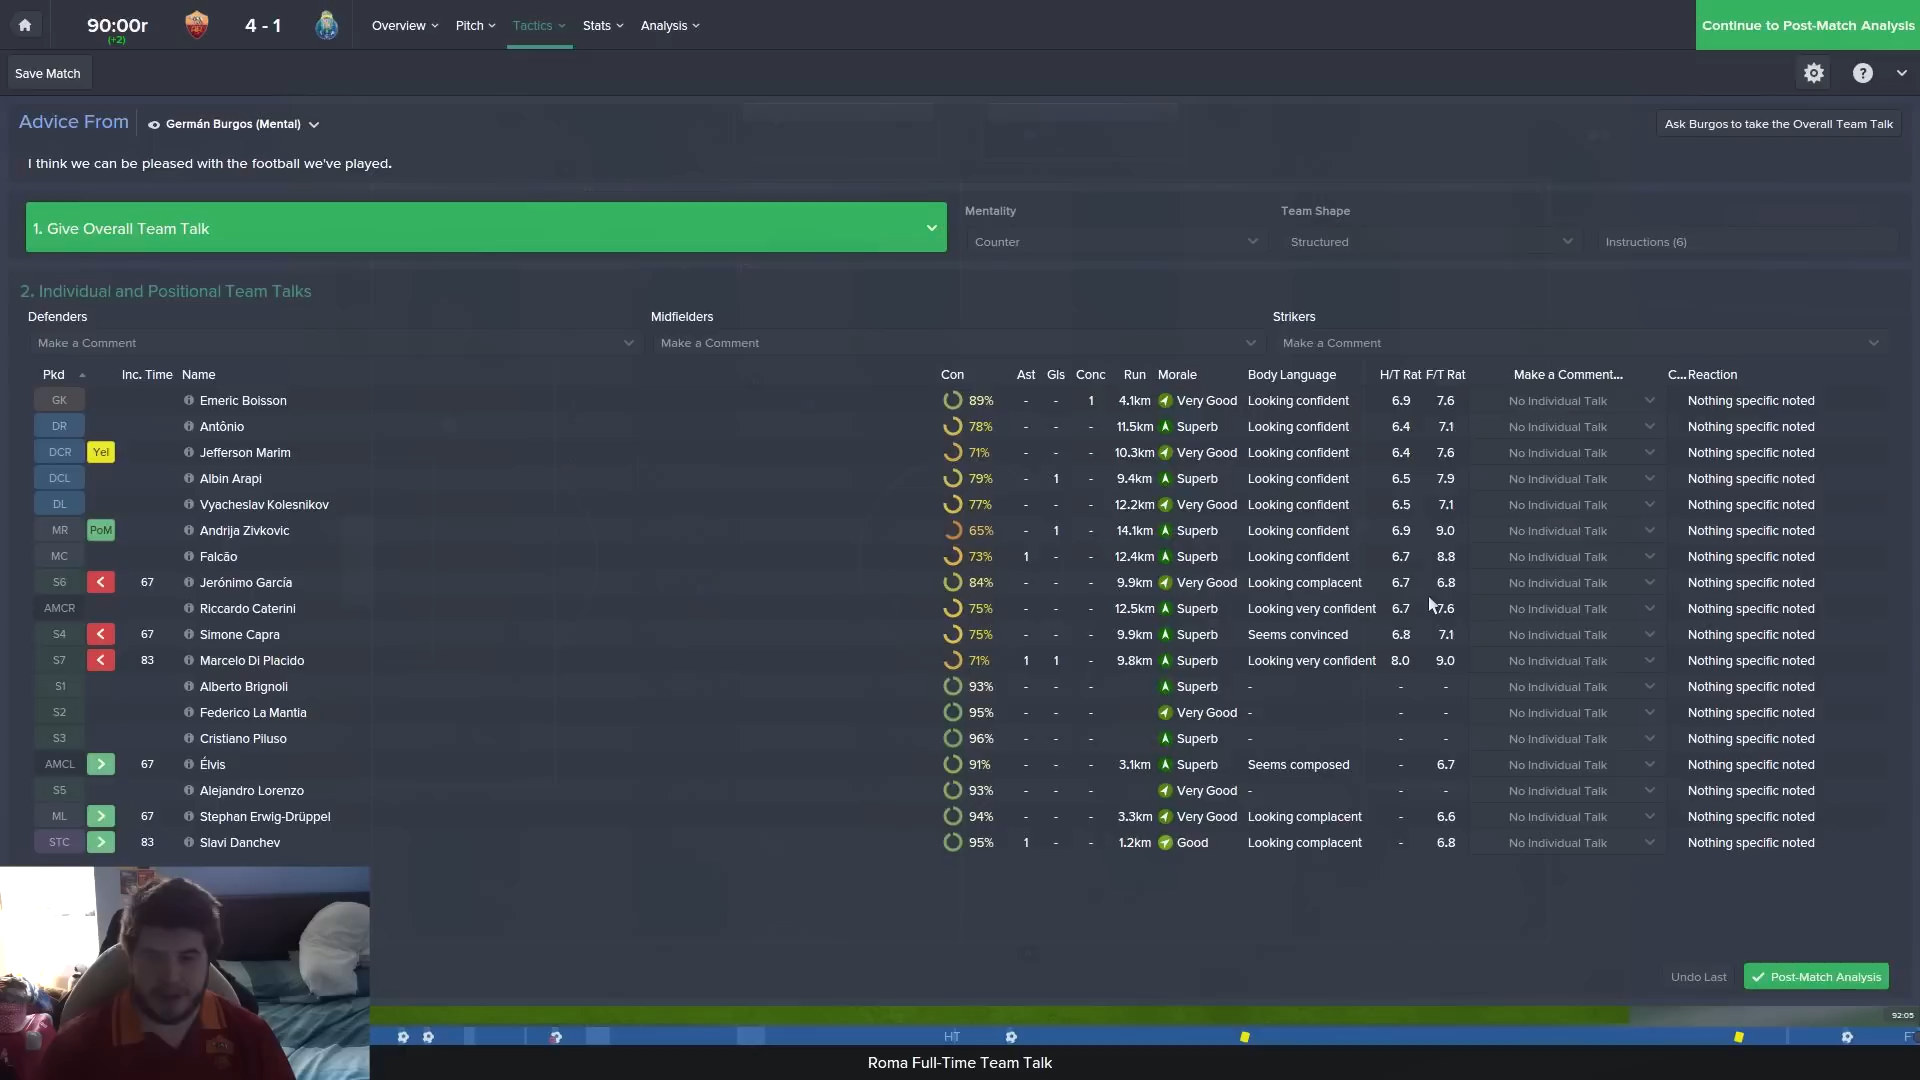 90:00r
(+2)
4 - 1
Overview
Pitch
Tactics
Stats
Analysis
Continue to Post-Match Analysis
Save Match
?
Advice From
Germán Burgos (Mental)
Ask Burgos to take the Overall Team Talk
I think we can be pleased with the football we've played.
1. Give Overall Team Talk
Mentality
Team Shape
Counter
Structured
Instructions (6)
2. Individual and Positional Team Talks
Defenders
Midfielders
Strikers
Make a Comment
Make a Comment
Make a Comment
Pkd Inc. Time Name Con Ast Gls Conc Run Morale Body Language H/T Rat F/T Rat Make a Comment... C... Reaction
GK Emeric Boisson 89% - - 1 4.1km Very Good Looking confident 6.9 7.6 No Individual Talk Nothing specific noted
DR Antônio 78% - - - 11.5km Superb Looking confident 6.4 7.1 No Individual Talk Nothing specific noted
DCR Yel Jefferson Marim 71% - - - 10.3km Very Good Looking confident 6.4 7.6 No Individual Talk Nothing specific noted
DCL Albin Arapi 79% - 1 - 9.4km Superb Looking confident 6.5 7.9 No Individual Talk Nothing specific noted
DL Vyacheslav Kolesnikov 77% - - - 12.2km Very Good Looking confident 6.5 7.1 No Individual Talk Nothing specific noted
MR PoM Andrija Zivkovic 65% - 1 - 14.1km Superb Looking confident 6.9 9.0 No Individual Talk Nothing specific noted
MC Falcão 73% 1 - - 12.4km Superb Looking confident 6.7 8.8 No Individual Talk Nothing specific noted
S6 < 67 Jerónimo García 84% - - - 9.9km Very Good Looking complacent 6.7 6.8 No Individual Talk Nothing specific noted
AMCR Riccardo Caterini 75% - - - 12.5km Superb Looking very confident 6.7 7.6 No Individual Talk Nothing specific noted
S4 < 67 Simone Capra 75% - - - 9.9km Superb Seems convinced 6.8 7.1 No Individual Talk Nothing specific noted
S7 < 83 Marcelo Di Placido 71% 1 1 - 9.8km Superb Looking very confident 8.0 9.0 No Individual Talk Nothing specific noted
S1 Alberto Brignoli 93% - - - Superb - - - No Individual Talk Nothing specific noted
S2 Federico La Mantia 95% - - - Very Good - - - No Individual Talk Nothing specific noted
S3 Cristiano Piluso 96% - - - Superb - - - No Individual Talk Nothing specific noted
AMCL > 67 Élvis 91% - - - 3.1km Superb Seems composed - 6.7 No Individual Talk Nothing specific noted
S5 Alejandro Lorenzo 93% - - - Very Good - - - No Individual Talk Nothing specific noted
ML > 67 Stephan Erwig-Drüppel 94% - - - 3.3km Very Good Looking complacent - 6.6 No Individual Talk Nothing specific noted
STC > 83 Slavi Danchev 95% 1 - - 1.2km Good Looking complacent - 6.8 No Individual Talk Nothing specific noted
Undo Last
Post-Match Analysis
92:05
HT
Roma Full-Time Team Talk